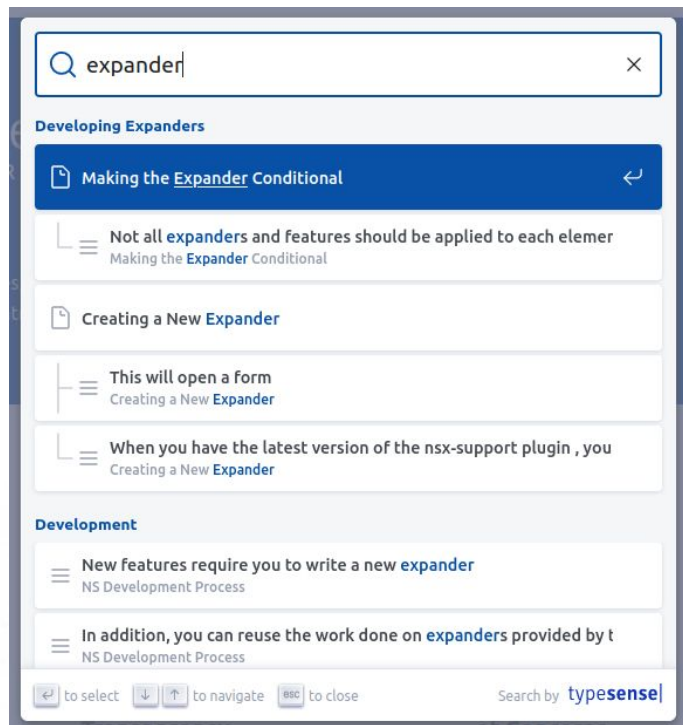 expander
Developing Expanders
Making the Expander Conditional
Not all expanders and features should be applied to each elemer
Making the Expander Conditional
Creating a New Expander
This will open a form
Creating a New Expander
When you have the latest version of the nsx-support plugin , you
Creating a New Expander
Development
New features require you to write a new expander
NS Development Process
In addition, you can reuse the work done on expanders provided by t
NS Development Process
to select to navigate esc to close Search by typesense